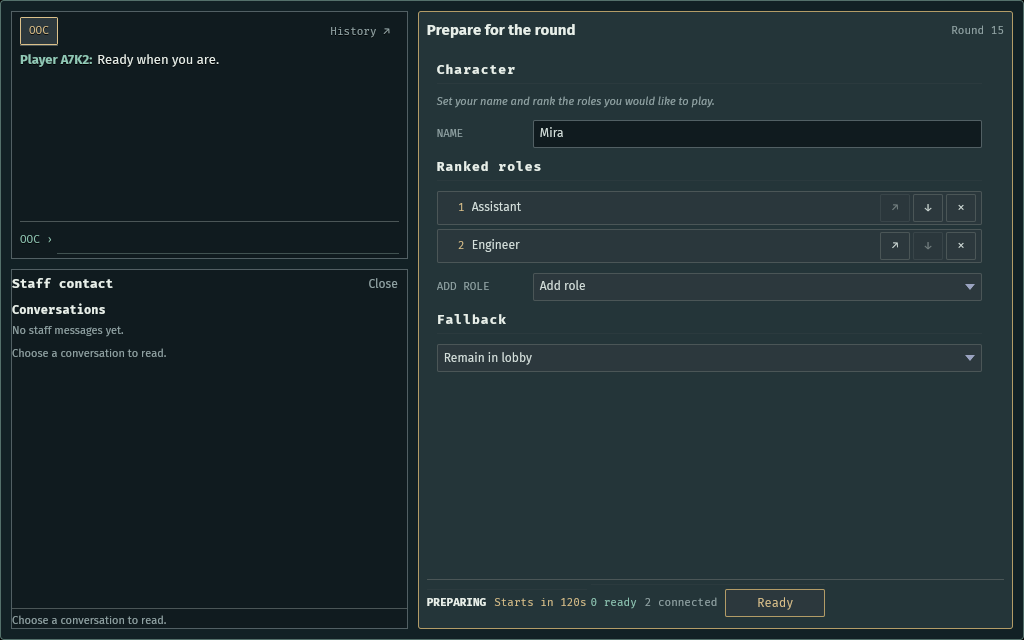 OOC
History ↗
Player A7K2: Ready when you are.
OOC ›
Staff contact
Close
Conversations
No staff messages yet.
Choose a conversation to read.
Choose a conversation to read.
Prepare for the round
Round 15
Character
Set your name and rank the roles you would like to play.
NAME
Mira
Ranked roles
1 Assistant ↗ ↓ ×
2 Engineer ↗ ↓ ×
ADD ROLE
Add role
Fallback
Remain in lobby
PREPARING Starts in 120s 0 ready 2 connected
Ready